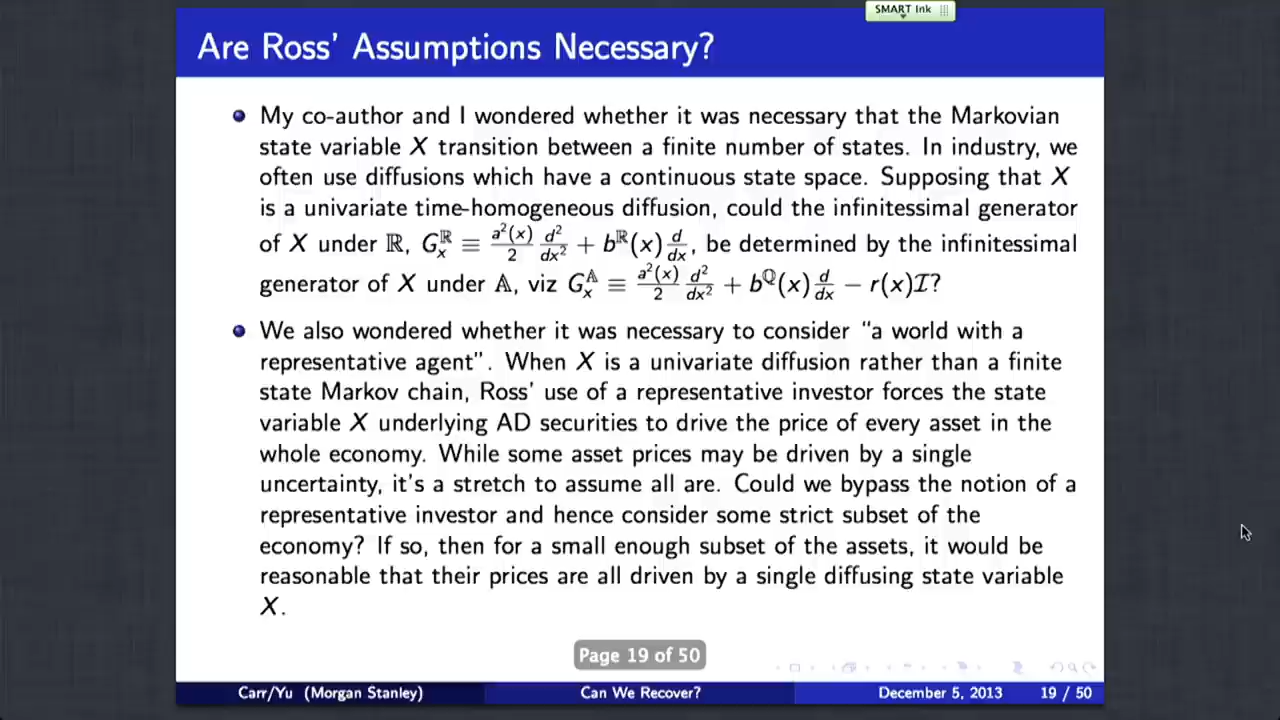 SMART Ink
Are Ross' Assumptions Necessary?
My co-author and I wondered whether it was necessary that the Markovian
state variable X transition between a finite number of states. In industry, we
often use diffusions which have a continuous state space. Supposing that X
is a univariate time-homogeneous diffusion, could the infinitessimal generator
of X under ℝ, G_x^ℝ ≡ a²(x)/2 d²/dx² + b^ℝ(x) d/dx, be determined by the infinitessimal
generator of X under 𝔸, viz G_x^𝔸 ≡ a²(x)/2 d²/dx² + b^ℚ(x) d/dx − r(x)ℐ?
We also wondered whether it was necessary to consider “a world with a
representative agent”. When X is a univariate diffusion rather than a finite
state Markov chain, Ross' use of a representative investor forces the state
variable X underlying AD securities to drive the price of every asset in the
whole economy. While some asset prices may be driven by a single
uncertainty, it's a stretch to assume all are. Could we bypass the notion of a
representative investor and hence consider some strict subset of the
economy? If so, then for a small enough subset of the assets, it would be
reasonable that their prices are all driven by a single diffusing state variable
X.
Page 19 of 50
Carr/Yu (Morgan Stanley) Can We Recover? December 5, 2013 19 / 50